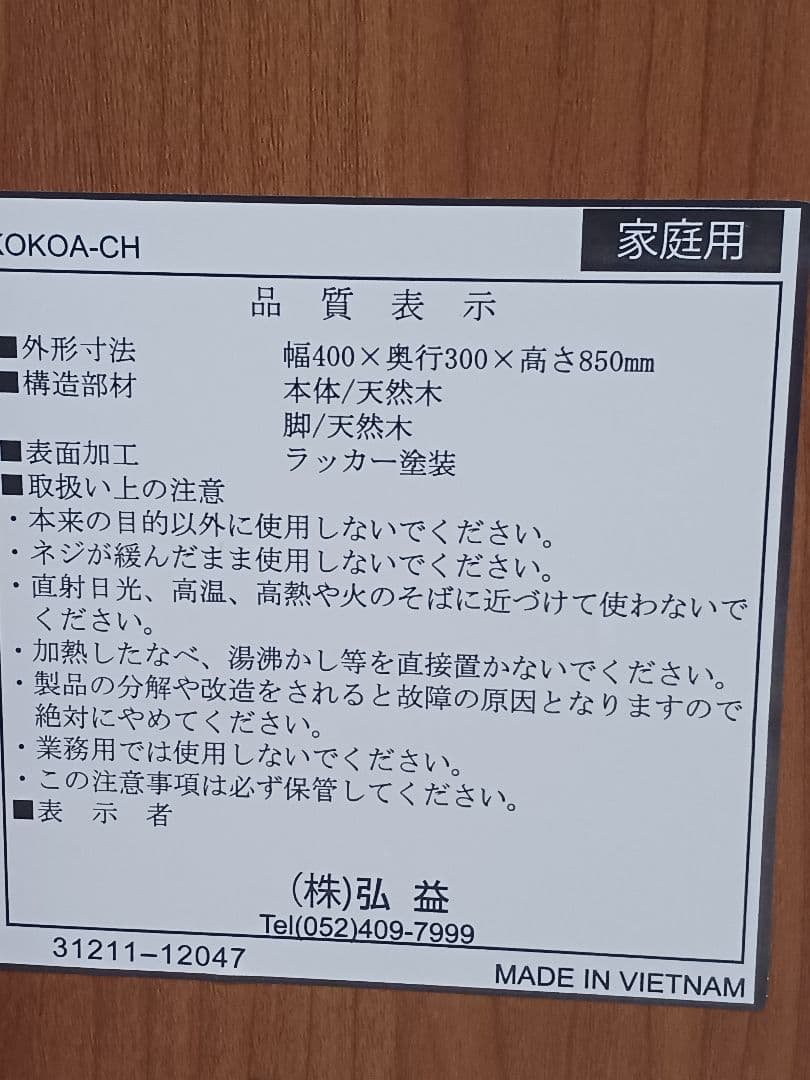 KOKOA-CH 家庭用
品 質 表 示
■外形寸法 幅400×奥行300×高さ850mm
■構造部材 本体/天然木
脚/天然木
■表面加工 ラッカー塗装
■取扱い上の注意
・本来の目的以外に使用しないでください。
・ネジが緩んだまま使用しないでください。
・直射日光、高温、高熱や火のそばに近づけて使わないで
ください。
・加熱したなべ、湯沸かし等を直接置かないでください。
・製品の分解や改造をされると故障の原因となりますので
絶対にやめてください。
・業務用では使用しないでください。
・この注意事項は必ず保管してください。
■表 示 者
(株)弘 益
Tel(052)409-7999
31211-12047
MADE IN VIETNAM